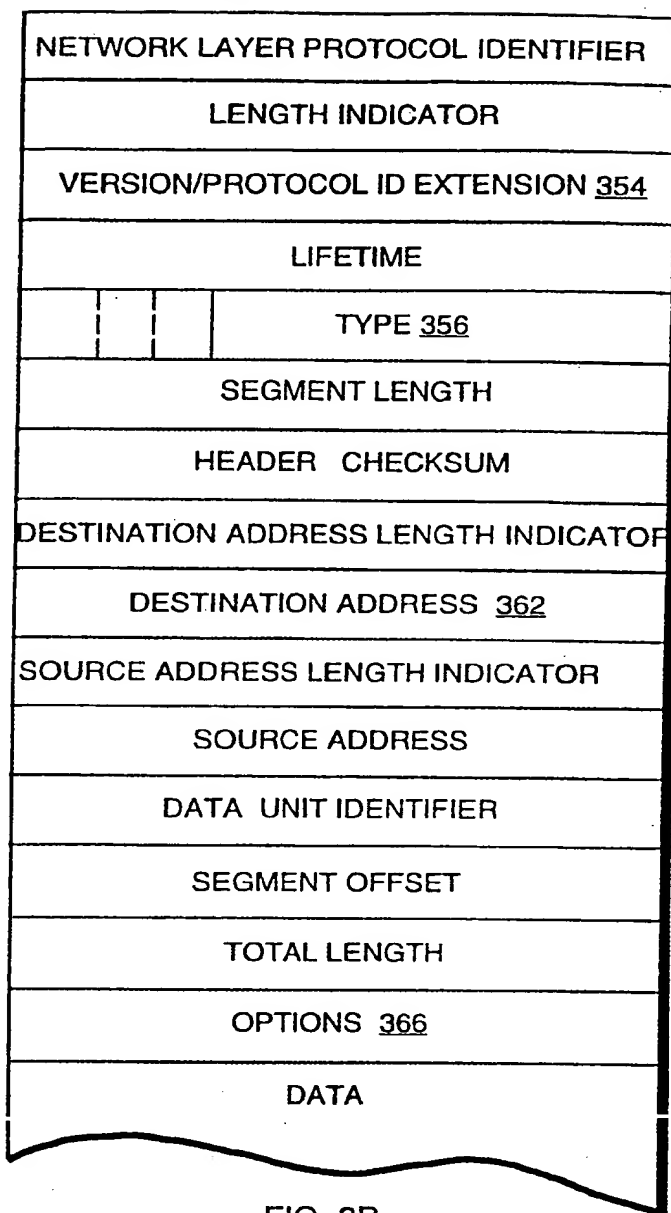 NETWORK LAYER PROTOCOL IDENTIFIER
LENGTH INDICATOR
VERSION/PROTOCOL ID EXTENSION 354
LIFETIME
TYPE 356
SEGMENT LENGTH
HEADER CHECKSUM
DESTINATION ADDRESS LENGTH INDICATOR
DESTINATION ADDRESS 362
SOURCE ADDRESS LENGTH INDICATOR
SOURCE ADDRESS
DATA UNIT IDENTIFIER
SEGMENT OFFSET
TOTAL LENGTH
OPTIONS 366
DATA